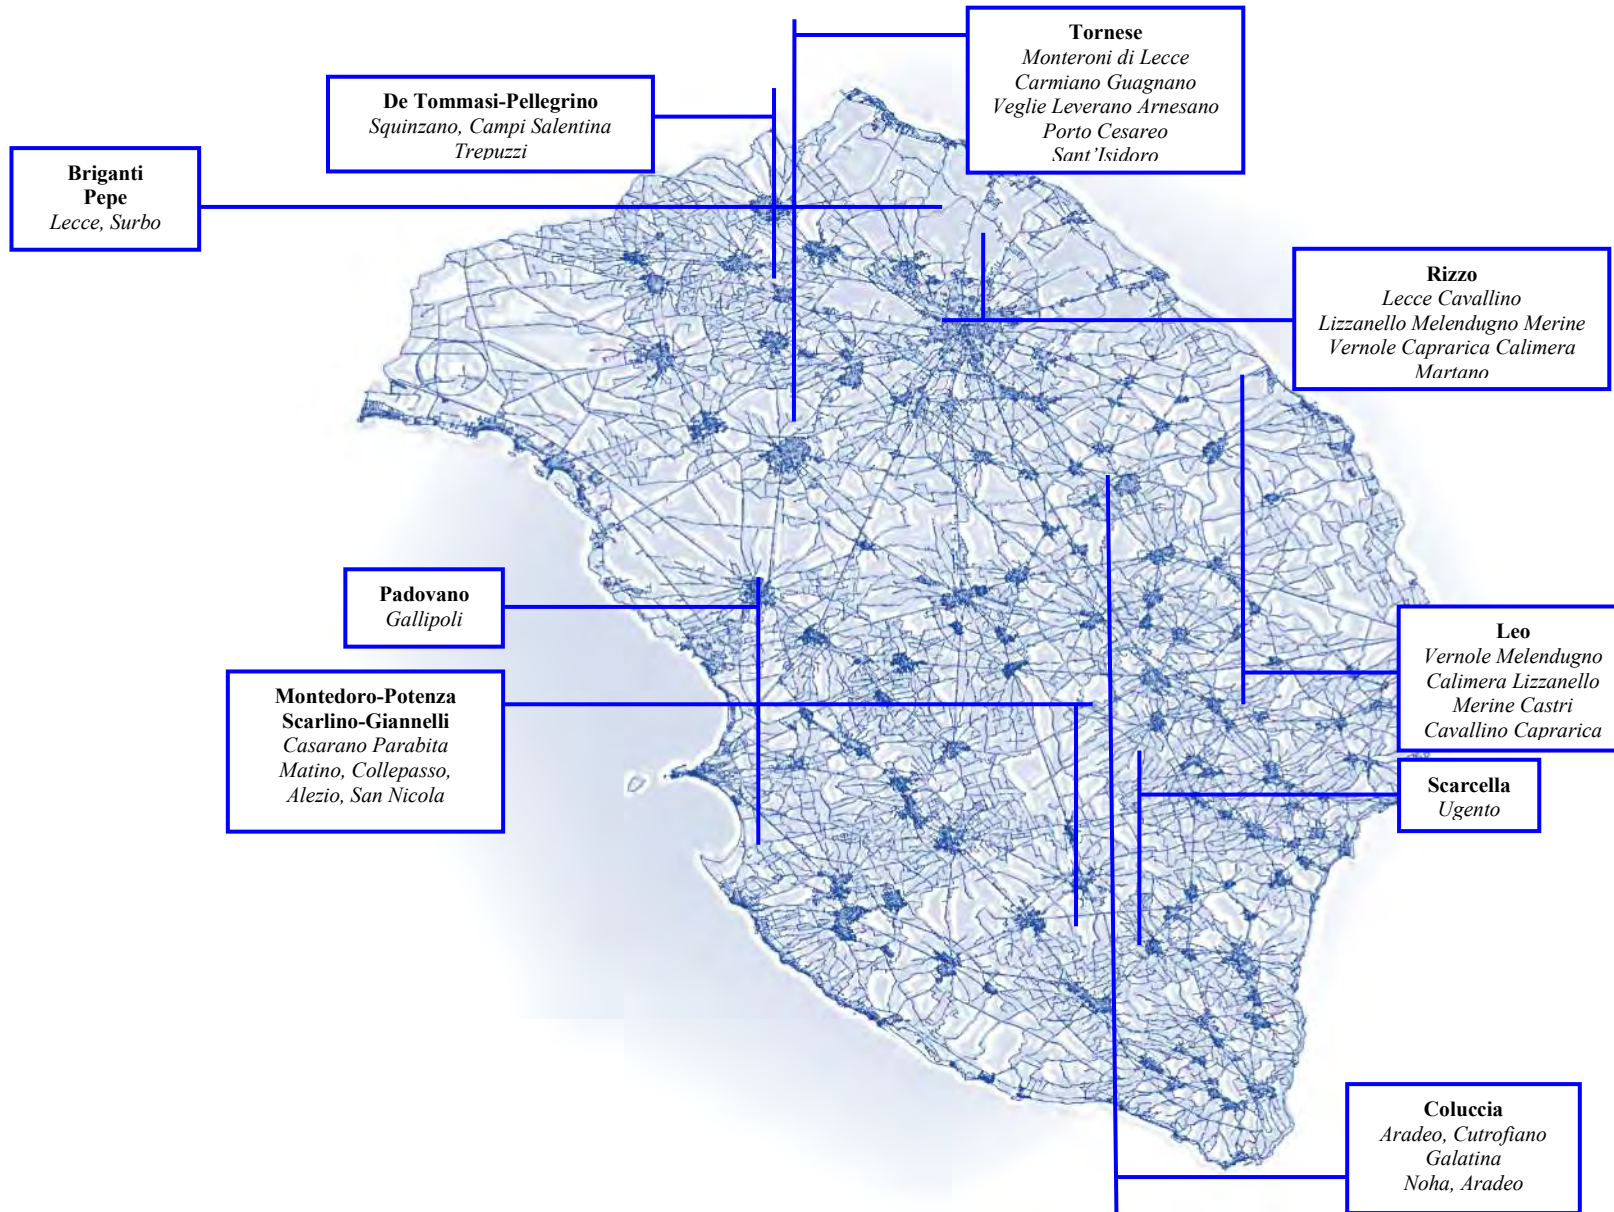 Tornese
Monteroni di Lecce
Carmiano Guagnano
Veglie Leverano Arnesano
Porto Cesareo
Sant'Isidoro
De Tommasi-Pellegrino
Squinzano, Campi Salentina
Trepuzzi
Briganti
Pepe
Lecce, Surbo
Rizzo
Lecce Cavallino
Lizzanello Melendugno Merine
Vernole Caprarica Calimera
Martano
Padovano
Gallipoli
Leo
Vernole Melendugno
Calimera Lizzanello
Merine Castri
Cavallino Caprarica
Montedoro-Potenza
Scarlino-Giannelli
Casarano Parabita
Matino, Collepasso,
Alezio, San Nicola
Scarcella
Ugento
Coluccia
Aradeo, Cutrofiano
Galatina
Noha, Aradeo